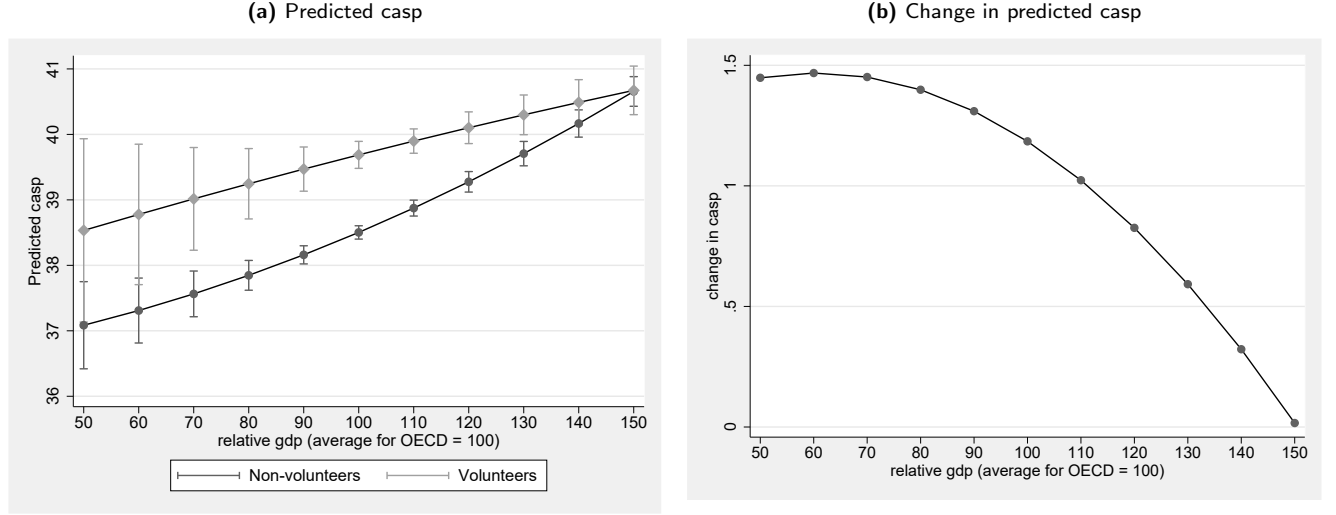 (a) Predicted casp
Predicted casp
41
40
39
38
37
36
50 60 70 80 90 100 110 120 130 140 150
relative gdp (average for OECD = 100)
Non-volunteers Volunteers
(b) Change in predicted casp
change in casp
1.5
1
.5
0
50 60 70 80 90 100 110 120 130 140 150
relative gdp (average for OECD = 100)